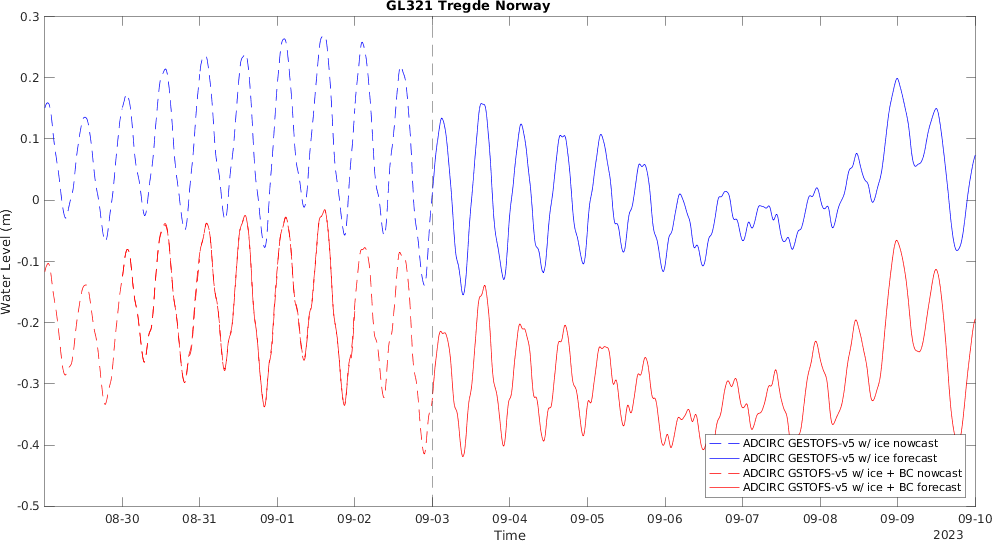 GL321 Tregde Norway
0.3
0.2
0.1
0
-0.1
-0.2
-0.3
-0.4
-0.5
Water Level (m)
ADCIRC GESTOFS-v5 w/ ice nowcast
ADCIRC GESTOFS-v5 w/ ice forecast
ADCIRC GSTOFS-v5 w/ ice + BC nowcast
ADCIRC GSTOFS-v5 w/ ice + BC forecast
08-30 08-31 09-01 09-02 09-03 09-04 09-05 09-06 09-07 09-08 09-09 09-10
Time
2023